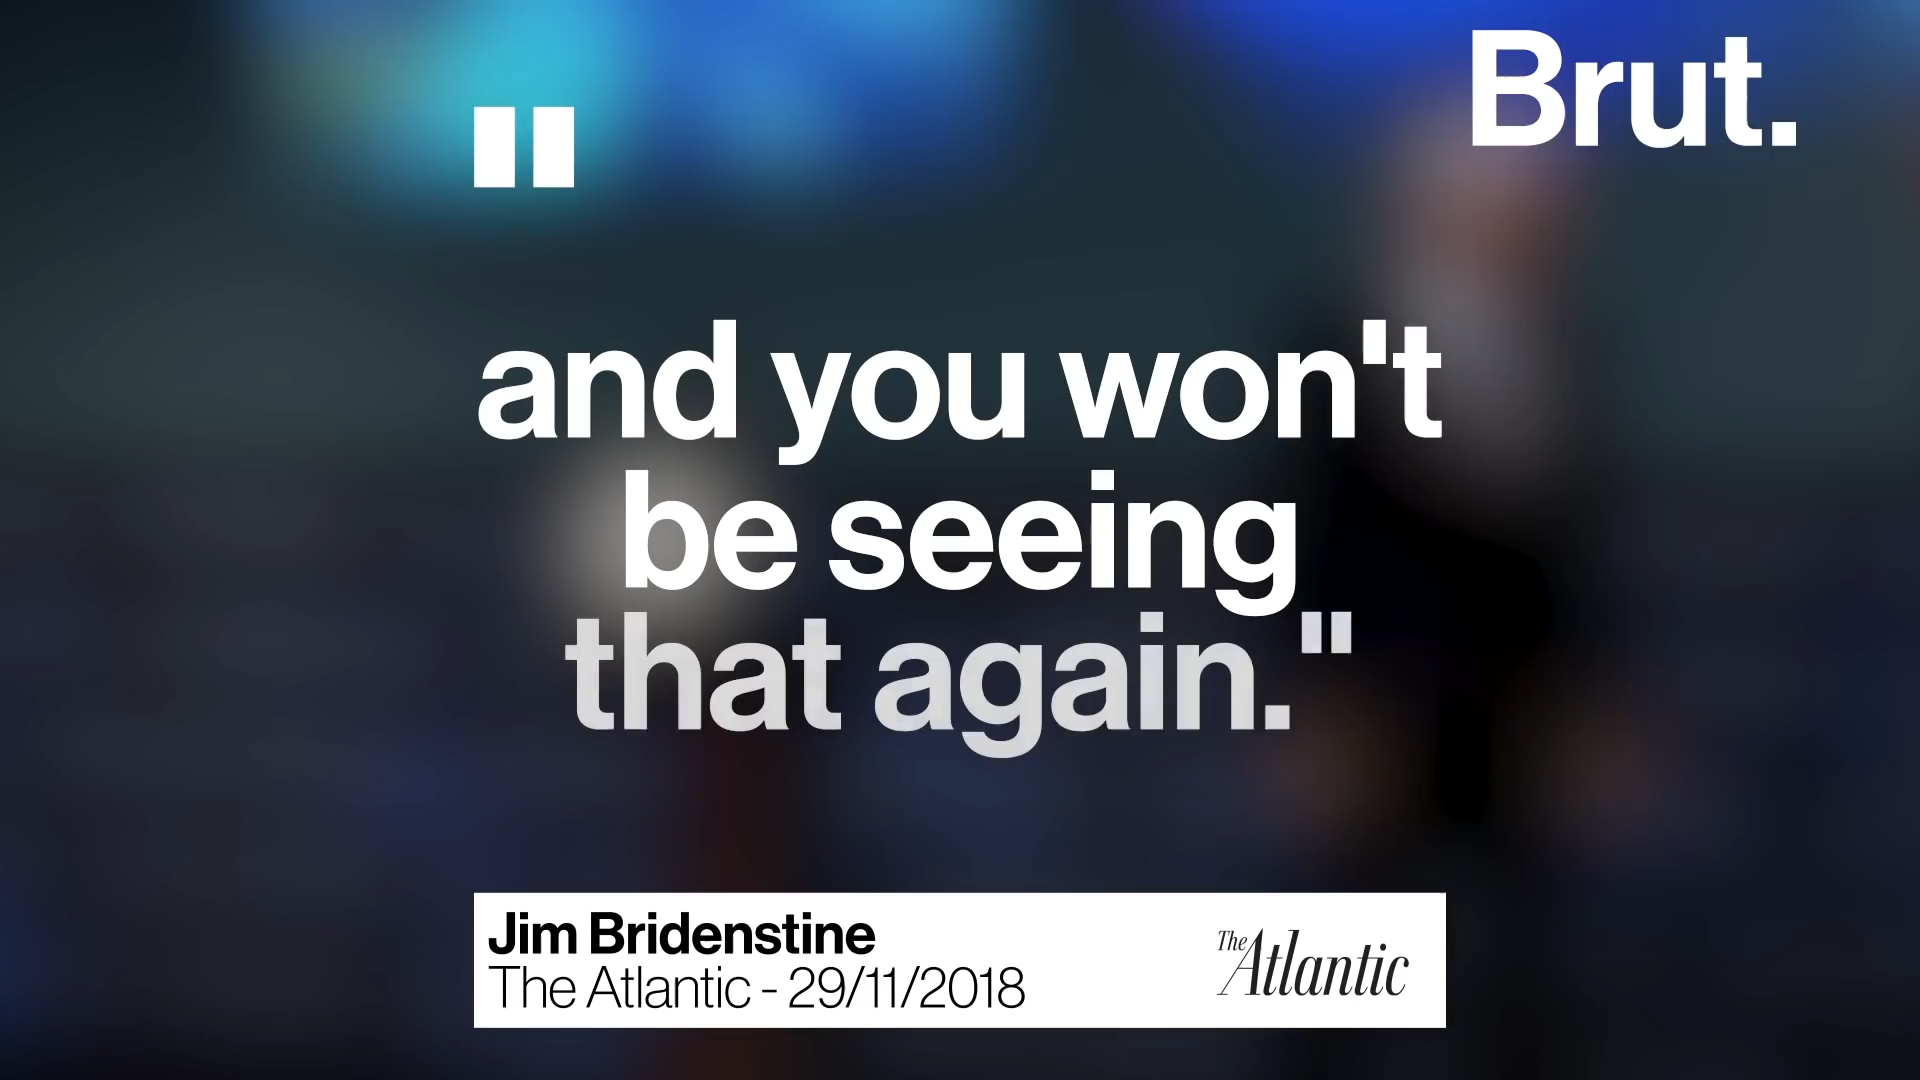 Brut.
"
and you won't
be seeing
that again."
Jim Bridenstine
The Atlantic - 29/11/2018
The Atlantic